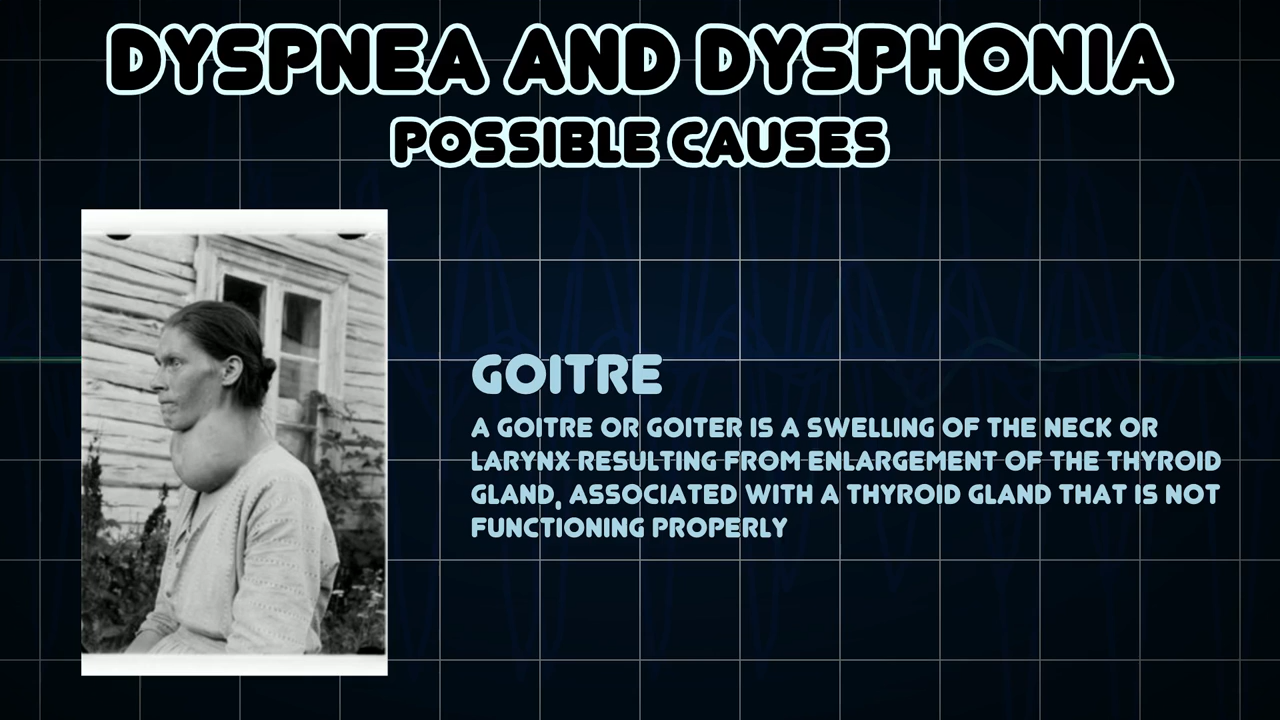 DYSPNEA AND DYSPHONIA
POSSIBLE CAUSES
GOITRE
A GOITRE OR GOITER IS A SWELLING OF THE NECK OR
LARYNX RESULTING FROM ENLARGEMENT OF THE THYROID
GLAND, ASSOCIATED WITH A THYROID GLAND THAT IS NOT
FUNCTIONING PROPERLY